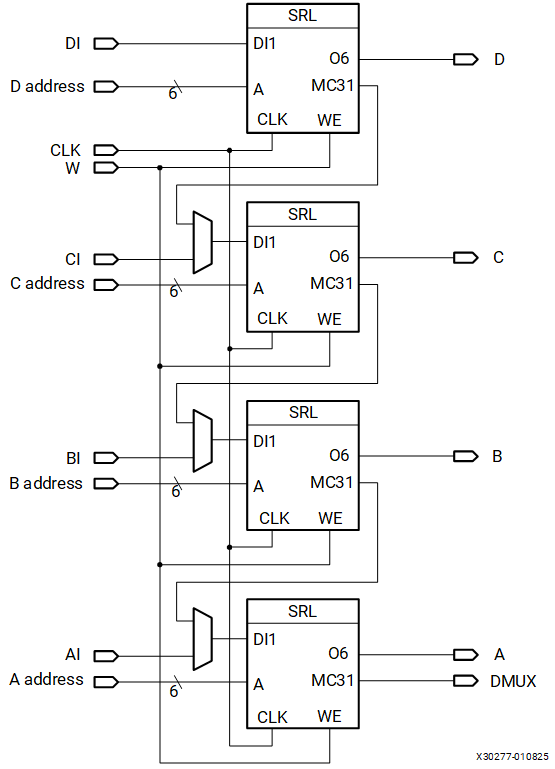 SRL
DI
DI1
O6
D
D address
6
A
MC31
CLK
WE
CLK
W
SRL
DI1
CI
O6
C
C address
6
A
MC31
CLK
WE
SRL
DI1
BI
O6
B
B address
6
A
MC31
CLK
WE
SRL
DI1
AI
O6
A
A address
6
A
MC31
DMUX
CLK
WE
X30277-010825